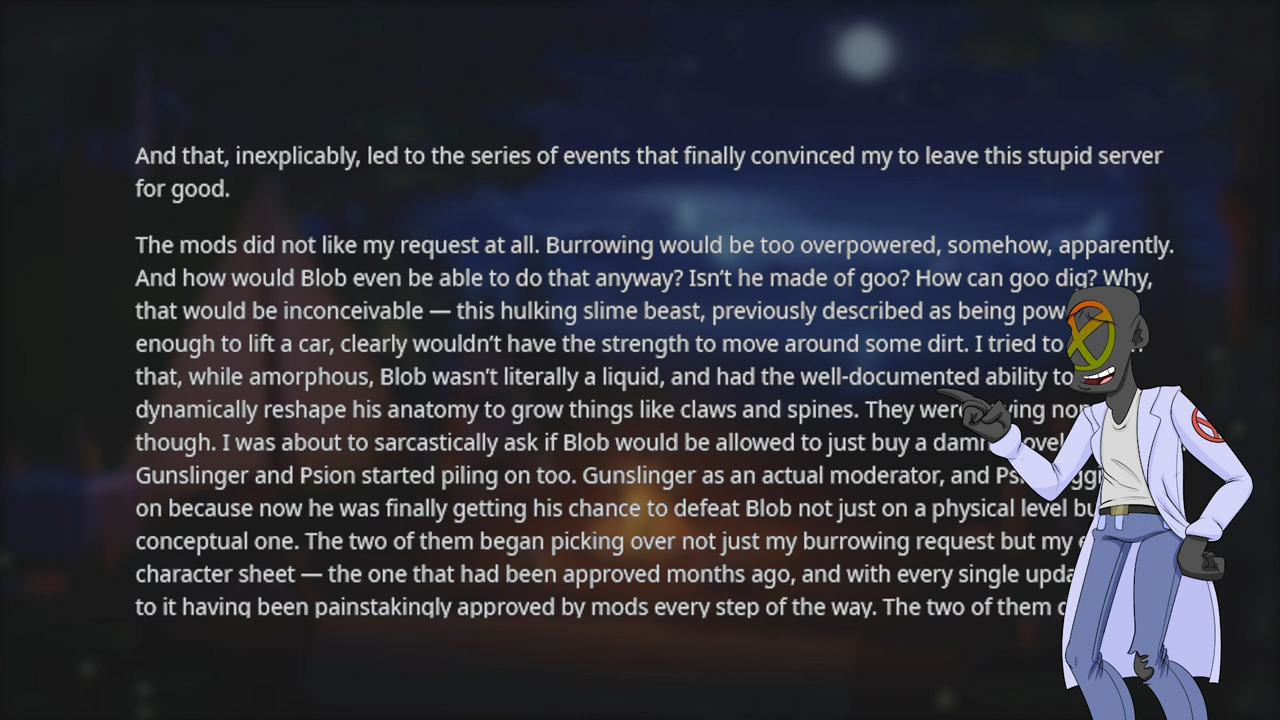 And that, inexplicably, led to the series of events that finally convinced my to leave this stupid server
for good.
The mods did not like my request at all. Burrowing would be too overpowered, somehow, apparently.
And how would Blob even be able to do that anyway? Isn't he made of goo? How can goo dig? Why,
that would be inconceivable — this hulking slime beast, previously described as being
enough to lift a car, clearly wouldn't have the strength to move around some dirt. I tried to
that, while amorphous, Blob wasn't literally a liquid, and had the well-documented ability to
dynamically reshape his anatomy to grow things like claws and spines. They were
though. I was about to sarcastically ask if Blob would be allowed to just buy a damn
Gunslinger and Psion started piling on too. Gunslinger as an actual moderator, and
on because now he was finally getting his chance to defeat Blob not just on a physical level
conceptual one. The two of them began picking over not just my burrowing request but my
character sheet — the one that had been approved months ago, and with every single
to it having been painstakingly approved by mods every step of the way. The two of them